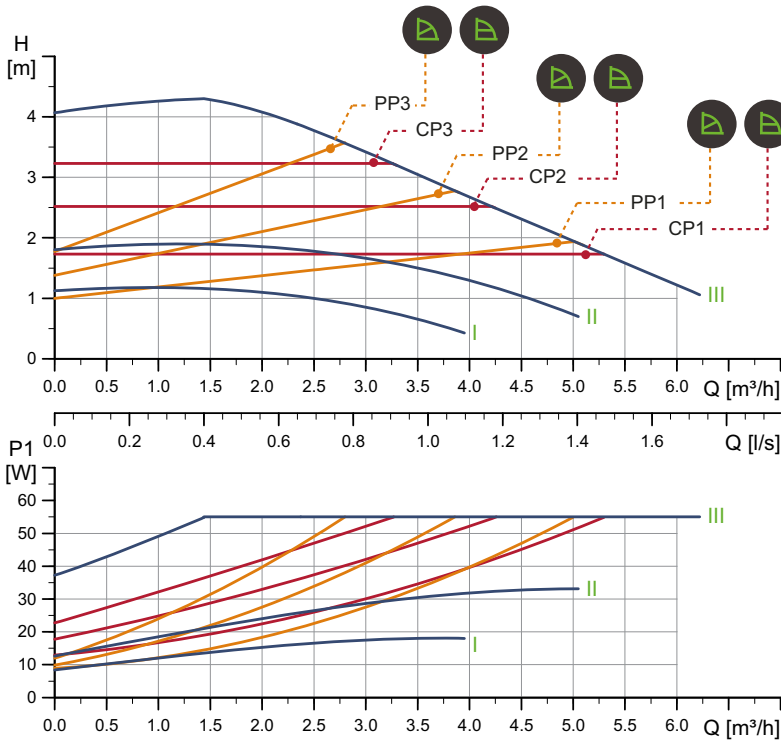 H
[m]
4
3
2
1
0
PP3
CP3
PP2
CP2
PP1
CP1
III
II
I
0.0 0.5 1.0 1.5 2.0 2.5 3.0 3.5 4.0 4.5 5.0 5.5 6.0 Q [m³/h]
0.0 0.2 0.4 0.6 0.8 1.0 1.2 1.4 1.6 Q [l/s]
P1
[W]
60
50
40
30
20
10
0
III
II
I
0.0 0.5 1.0 1.5 2.0 2.5 3.0 3.5 4.0 4.5 5.0 5.5 6.0 Q [m³/h]